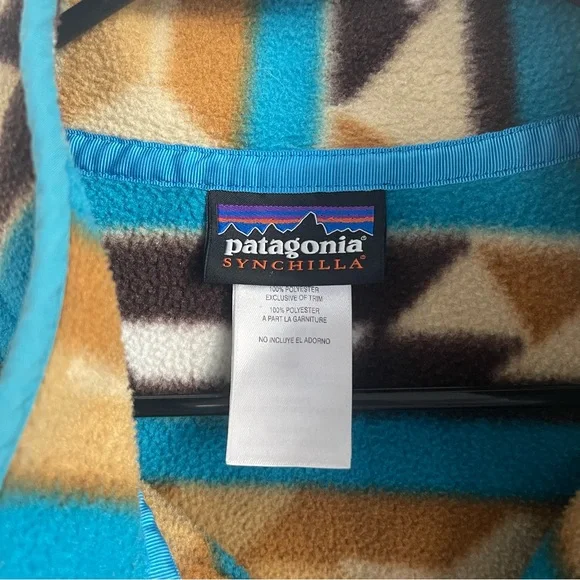 patagonia®
SYNCHILLA®
100% POLYESTER
EXCLUSIVE OF TRIM
100% POLYESTER
A PART LA GARNITURE
NO INCLUYE EL ADORNO